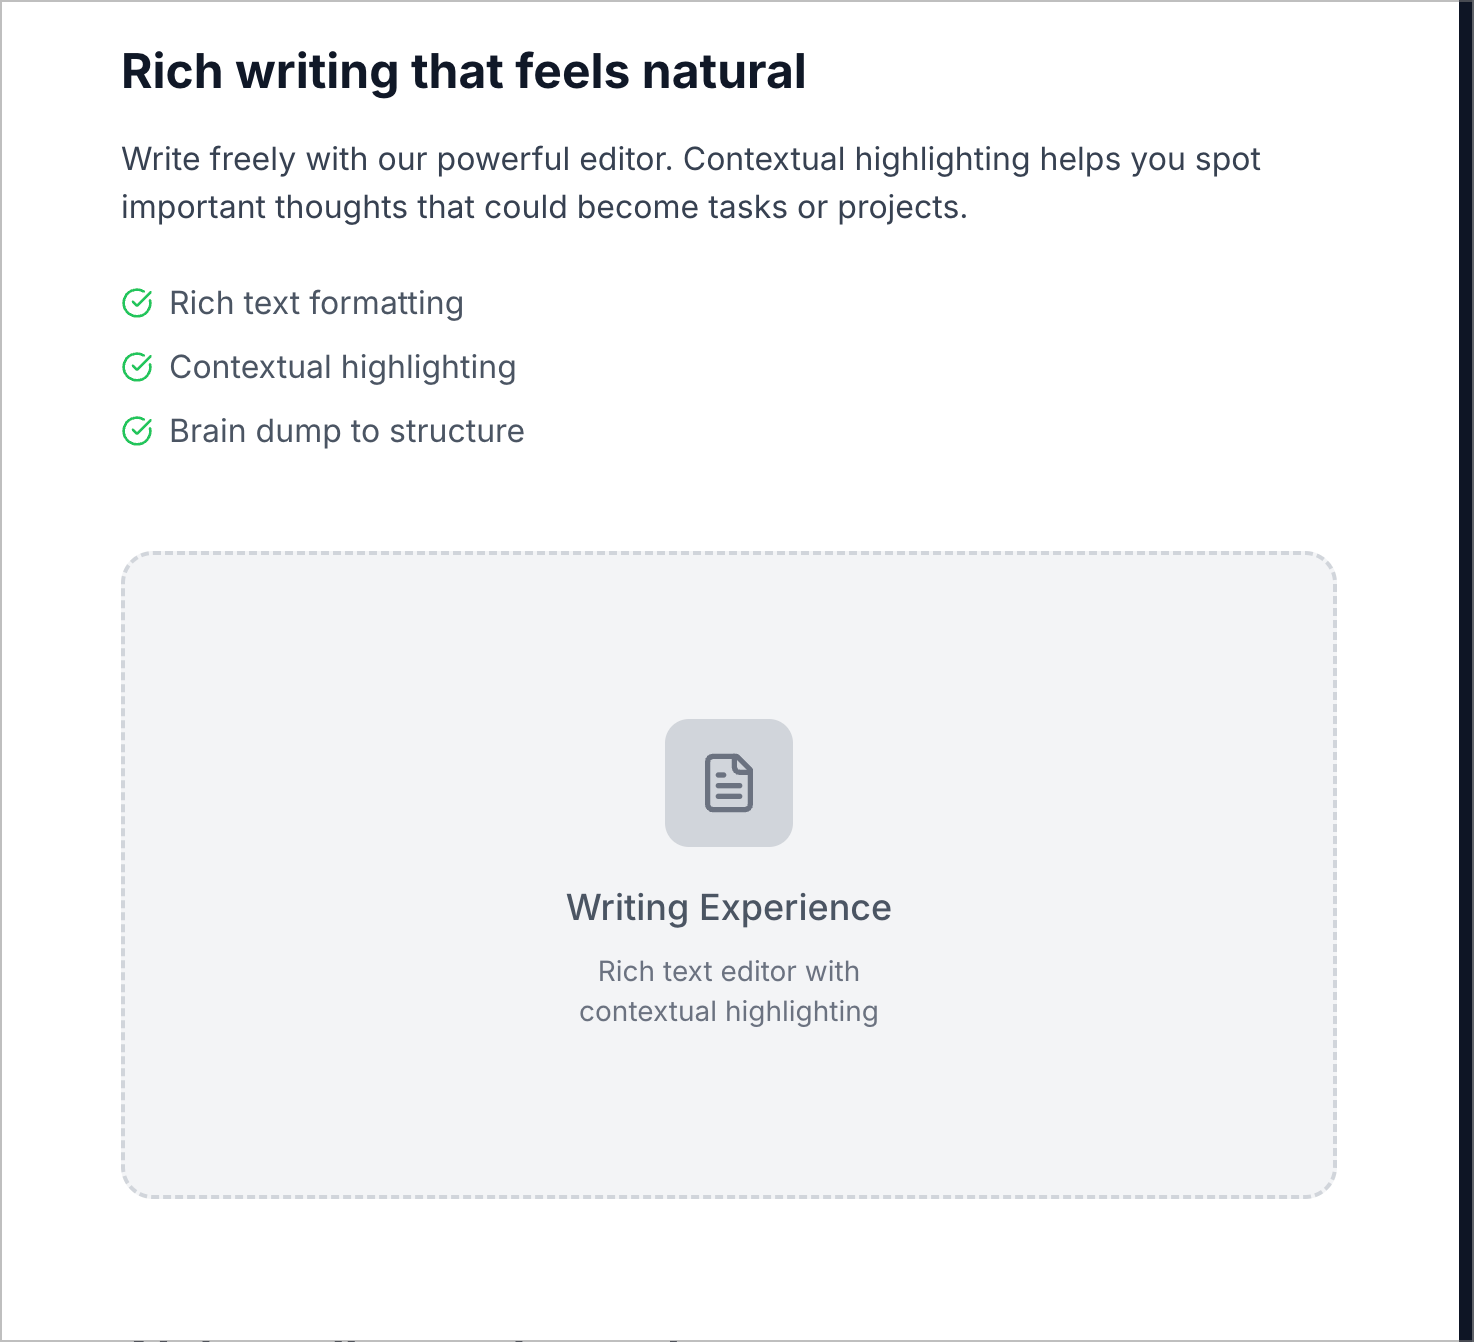 Rich writing that feels natural
Write freely with our powerful editor. Contextual highlighting helps you spot
important thoughts that could become tasks or projects.
Rich text formatting
Contextual highlighting
Brain dump to structure
Writing Experience
Rich text editor with
contextual highlighting